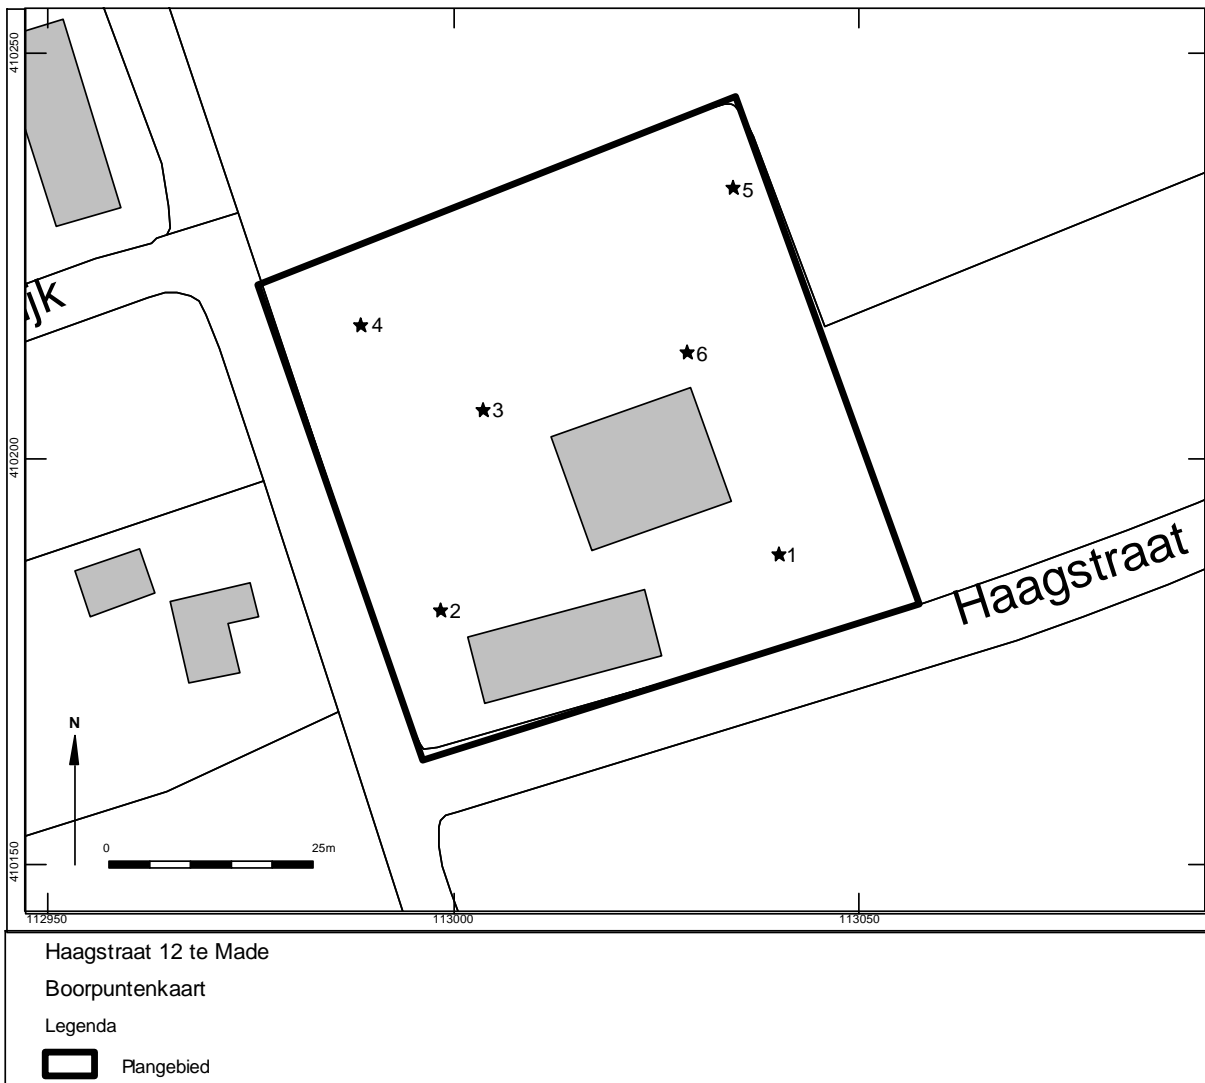 410250
5
ijk
4
6
3
410200
1
Haagstraat
2
N
0 25m
410150
112950 113000 113050
Haagstraat 12 te Made
Boorpuntenkaart
Legenda
Plangebied